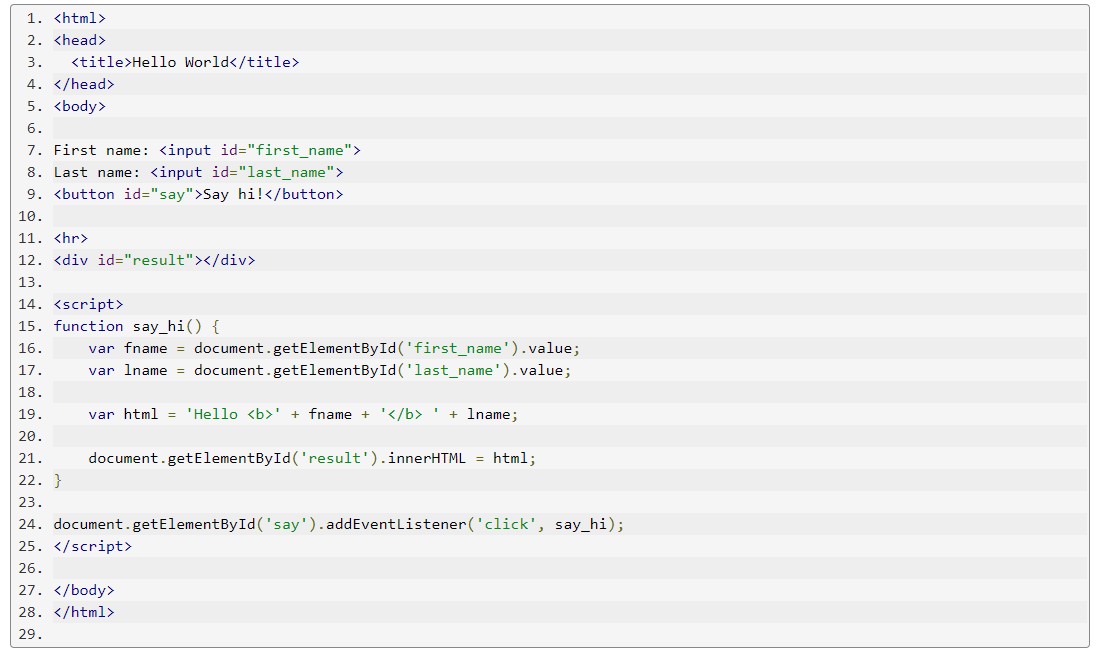 1. <html>
2. <head>
3.   <title>Hello World</title>
4. </head>
5. <body>
6.
7. First name: <input id="first_name">
8. Last name: <input id="last_name">
9. <button id="say">Say hi!</button>
10.
11. <hr>
12. <div id="result"></div>
13.
14. <script>
15. function say_hi() {
16.     var fname = document.getElementById('first_name').value;
17.     var lname = document.getElementById('last_name').value;
18.
19.     var html = 'Hello <b>' + fname + '</b> ' + lname;
20.
21.     document.getElementById('result').innerHTML = html;
22. }
23.
24. document.getElementById('say').addEventListener('click', say_hi);
25. </script>
26.
27. </body>
28. </html>
29.